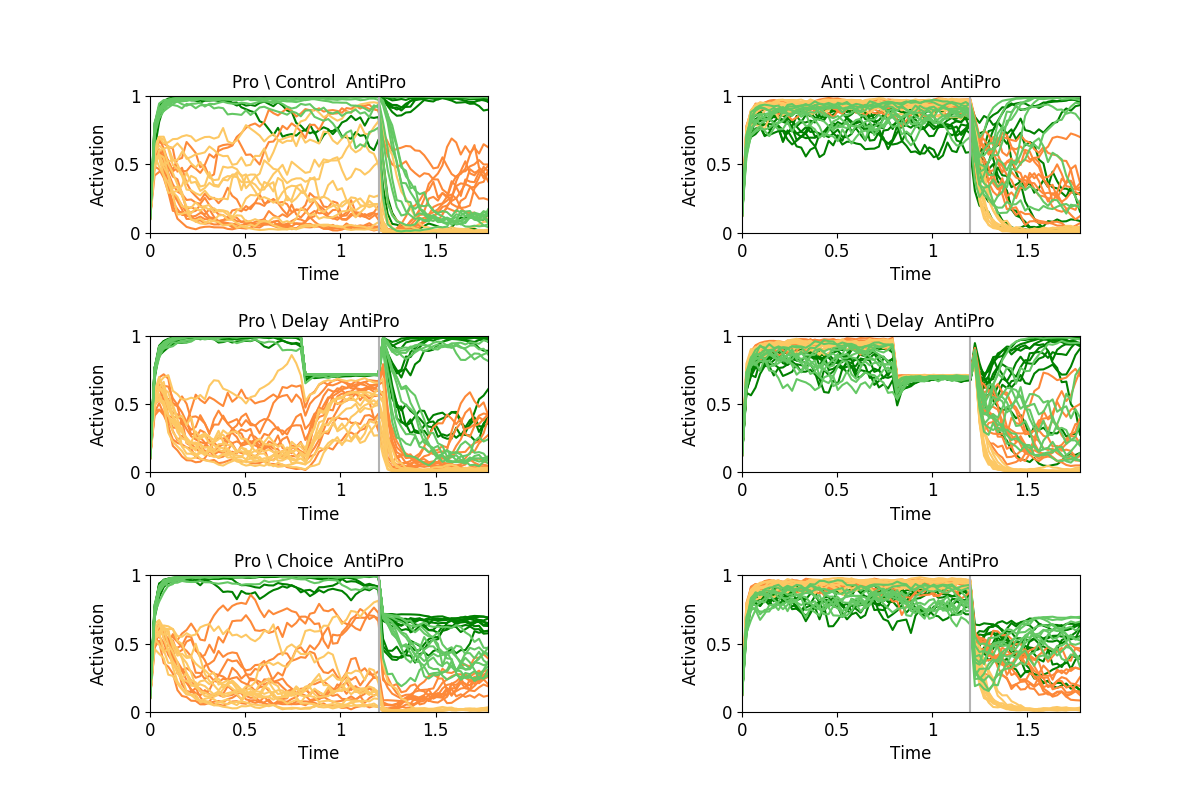 Pro \ Control  AntiPro
1
0.5
0
Activation
0 0.5 1 1.5
Time
Anti \ Control  AntiPro
1
0.5
0
Activation
0 0.5 1 1.5
Time
Pro \ Delay  AntiPro
1
0.5
0
Activation
0 0.5 1 1.5
Time
Anti \ Delay  AntiPro
1
0.5
0
Activation
0 0.5 1 1.5
Time
Pro \ Choice  AntiPro
1
0.5
0
Activation
0 0.5 1 1.5
Time
Anti \ Choice  AntiPro
1
0.5
0
Activation
0 0.5 1 1.5
Time